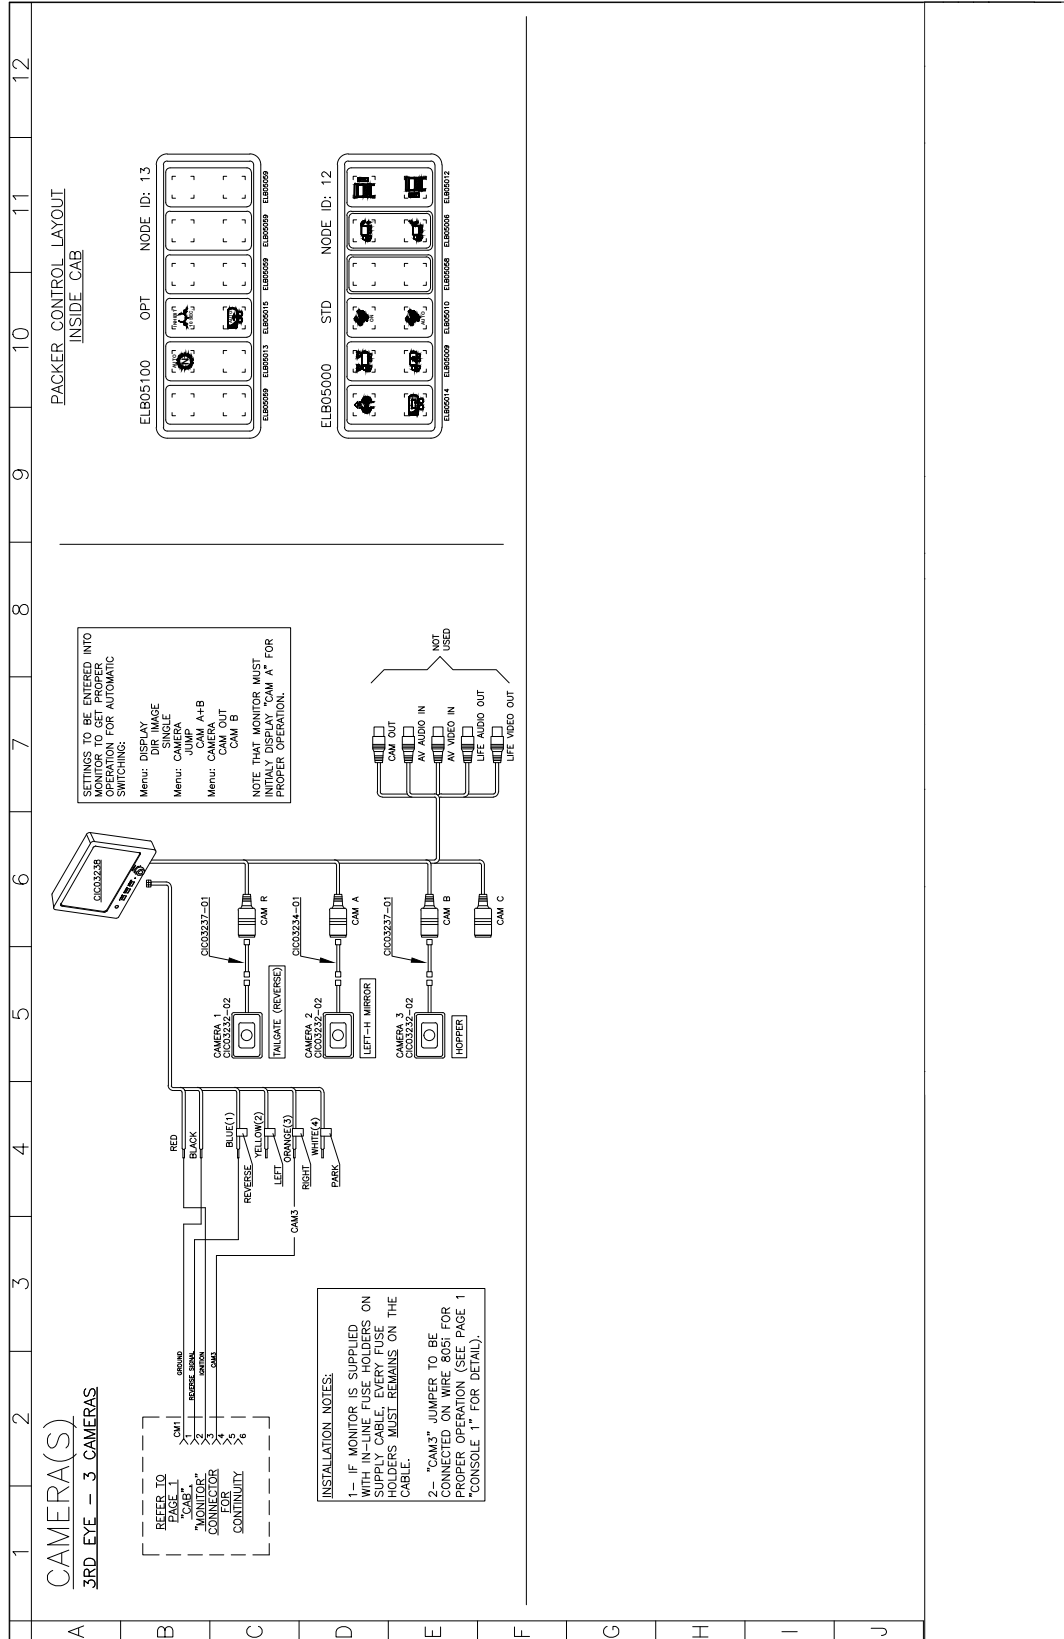 CAMERA(S)
3RD EYE - 3 CAMERAS
REFER TO
PAGE 1
"CAB",
"MONITOR"
CONNECTOR
FOR
CONTINUITY
CM1
1
2
3
4
5
6
GROUND
REVERSE SIGNAL
IGNITION
CAM3
INSTALLATION NOTES:
1- IF MONITOR IS SUPPLIED
WITH IN-LINE FUSE HOLDERS ON
SUPPLY CABLE, EVERY FUSE
HOLDERS MUST REMAINS ON THE
CABLE.
2- "CAM3" JUMPER TO BE
CONNECTED ON WIRE 805i FOR
PROPER OPERATION (SEE PAGE 1
"CONSOLE 1" FOR DETAIL).
CAM3
RED
BLACK
BLUE(1)
YELLOW(2)
ORANGE(3)
WHITE(4)
REVERSE
LEFT
RIGHT
PARK
CAMERA 1
CIC03232-02
TAILGATE (REVERSE)
CAMERA 2
CIC03232-02
LEFT-H MIRROR
CAMERA 3
CIC03232-02
HOPPER
CIC03237-01
CIC03234-01
CIC03237-01
CAM R
CAM A
CAM B
CAM C
CIC03238
SETTINGS TO BE ENTERED INTO
MONITOR TO GET PROPER
OPERATION FOR AUTOMATIC
SWITCHING:
Menu: DISPLAY
DIR IMAGE
SINGLE
Menu: CAMERA
JUMP
CAM A+B
Menu: CAMERA
CAM OUT
CAM B
NOTE THAT MONITOR MUST
INITIALY DISPLAY "CAM A" FOR
PROPER OPERATION.
CAM OUT
AV AUDIO IN
AV VIDEO IN
LIFE AUDIO OUT
LIFE VIDEO OUT
NOT
USED
PACKER CONTROL LAYOUT
INSIDE CAB
ELB05100 OPT NODE ID: 13
AUTO
N
ELB05059
ELB05013
ELB05015
ELB05059
ELB05059
ELB05059
ELB05000 STD NODE ID: 12
ON
AUTO
ELB05014
ELB05009
ELB05010
ELB05058
ELB05006
ELB05012
1 2 3 4 5 6 7 8 9 10 11 12
A
B
C
D
E
F
G
H
I
J